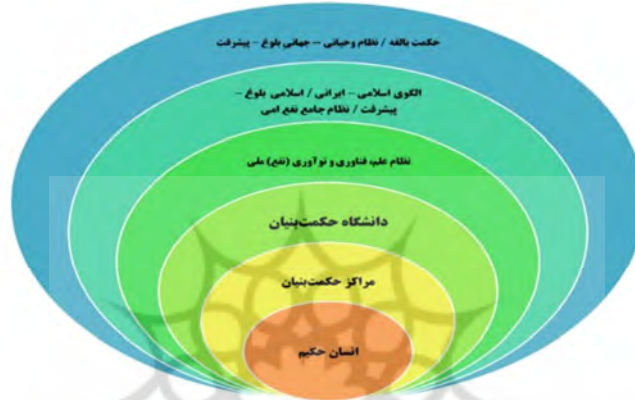 حکمت بالغه / نظام وحیانی – جهانی بلوغ – پیشرفت
الگوی اسلامی – ایرانی / اسلامی بلوغ –
پیشرفت / نظام جامع نفع امی
نظام علم، فناوری و نوآوری (نفع) ملی
دانشگاه حکمت‌بنیان
مراکز حکمت‌بنیان
انسان حکیم